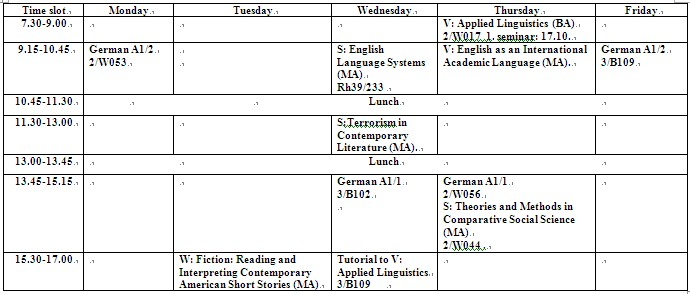 Time slot Monday Tuesday Wednesday Thursday Friday
7.30-9.00 V: Applied Linguistics (BA)
2/W017 1. seminar: 17.10.
9.15-10.45 German A1/2 S: English V: English as an International German A1/2
2/W053 Language Systems Academic Language (MA) 3/B109
(MA)
Rh39/233
10.45-11.30 Lunch
11.30-13.00 S:Terrorism in
Contemporary
Literature (MA)
13.00-13.45 Lunch
13.45-15.15 German A1/1 German A1/1
3/B102 2/W056
S: Theories and Methods in
Comparative Social Science
(MA)
2/W044
15.30-17.00 W: Fiction: Reading and Tutorial to V:
Interpreting Contemporary Applied Linguistics
American Short Stories (MA) 3/B109